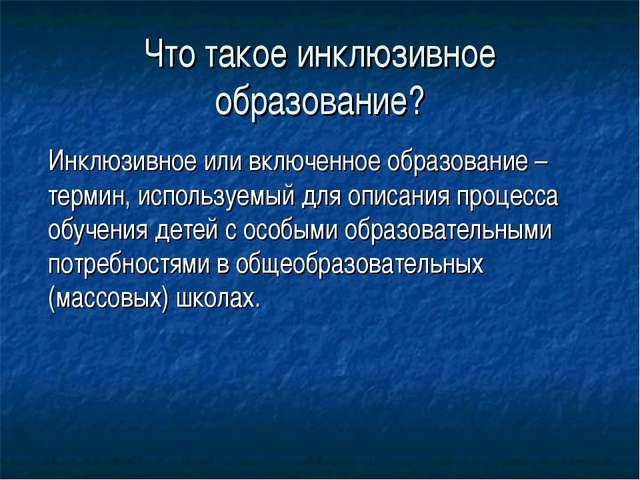 Что такое инклюзивное
образование?
Инклюзивное или включенное образование –
термин, используемый для описания процесса
обучения детей с особыми образовательными
потребностями в общеобразовательных
(массовых) школах.